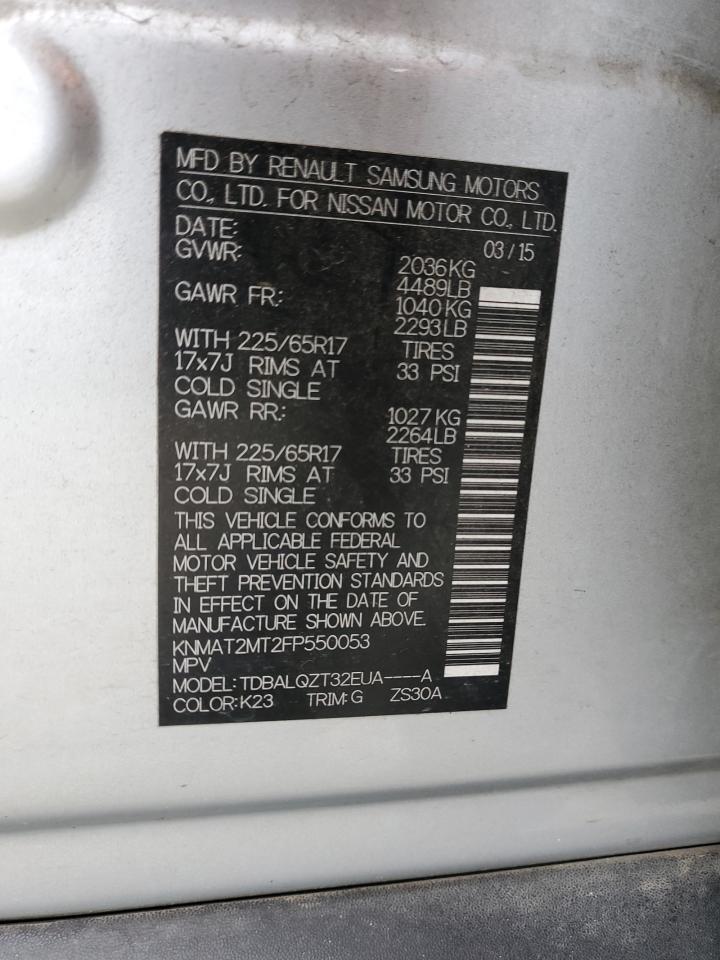 MFD BY RENAULT SAMSUNG MOTORS
CO., LTD. FOR NISSAN MOTOR CO., LTD.
DATE: 03/15
GVWR: 2036KG
4489LB
GAWR FR: 1040KG
2293LB
WITH 225/65R17 TIRES
17x7J RIMS AT 33 PSI
COLD SINGLE
GAWR RR: 1027KG
2264LB
WITH 225/65R17 TIRES
17x7J RIMS AT 33 PSI
COLD SINGLE
THIS VEHICLE CONFORMS TO
ALL APPLICABLE FEDERAL
MOTOR VEHICLE SAFETY AND
THEFT PREVENTION STANDARDS
IN EFFECT ON THE DATE OF
MANUFACTURE SHOWN ABOVE.
KNMAT2MT2FP550053
MPV
MODEL:TDBALQZT32EUA----A
COLOR:K23 TRIM:G ZS30A